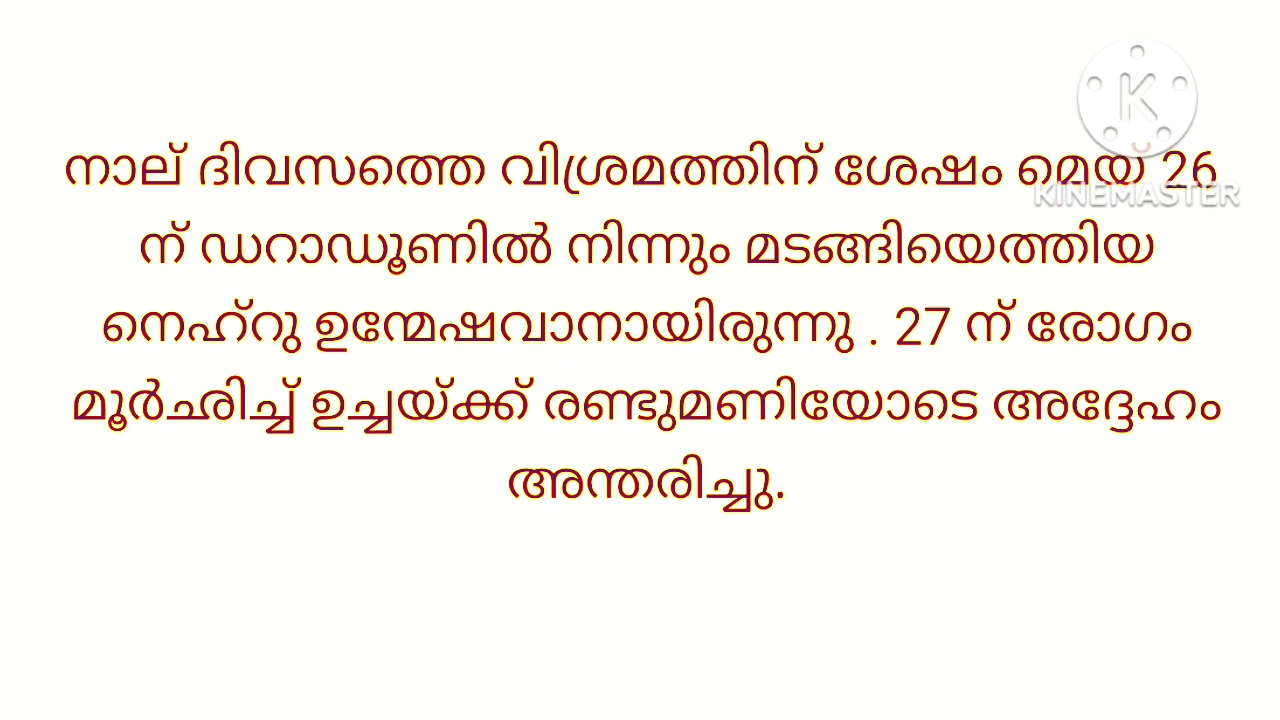 KINEMASTER
നാല് ദിവസത്തെ വിശ്രമത്തിന് ശേഷം മെയ് 26
ന് ഡറാഡൂണിൽ നിന്നും മടങ്ങിയെത്തിയ
നെഹ്റു ഉന്മേഷവാനായിരുന്നു . 27 ന് രോഗം
മൂർഛിച്ച് ഉച്ചയ്ക്ക് രണ്ടുമണിയോടെ അദ്ദേഹം
അന്തരിച്ചു.